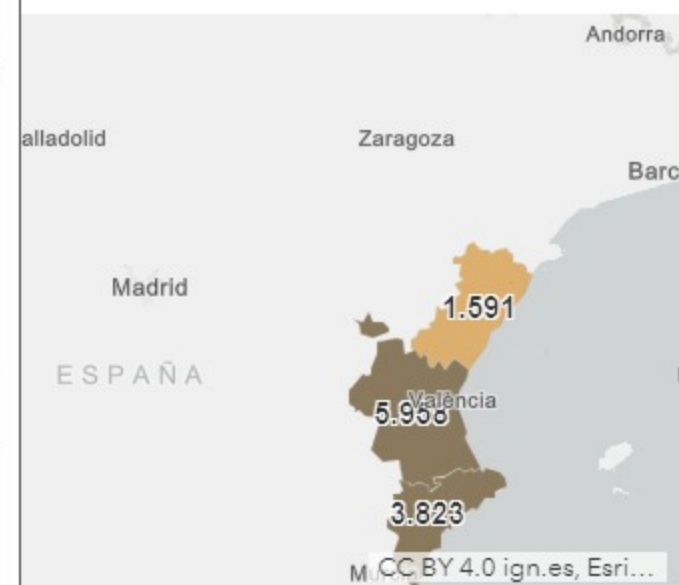 Andorra
alladolid
Zaragoza
Barc
Madrid
1.591
ESPAÑA
València
5.958
3.823
CC BY 4.0 ign.es, Esri...